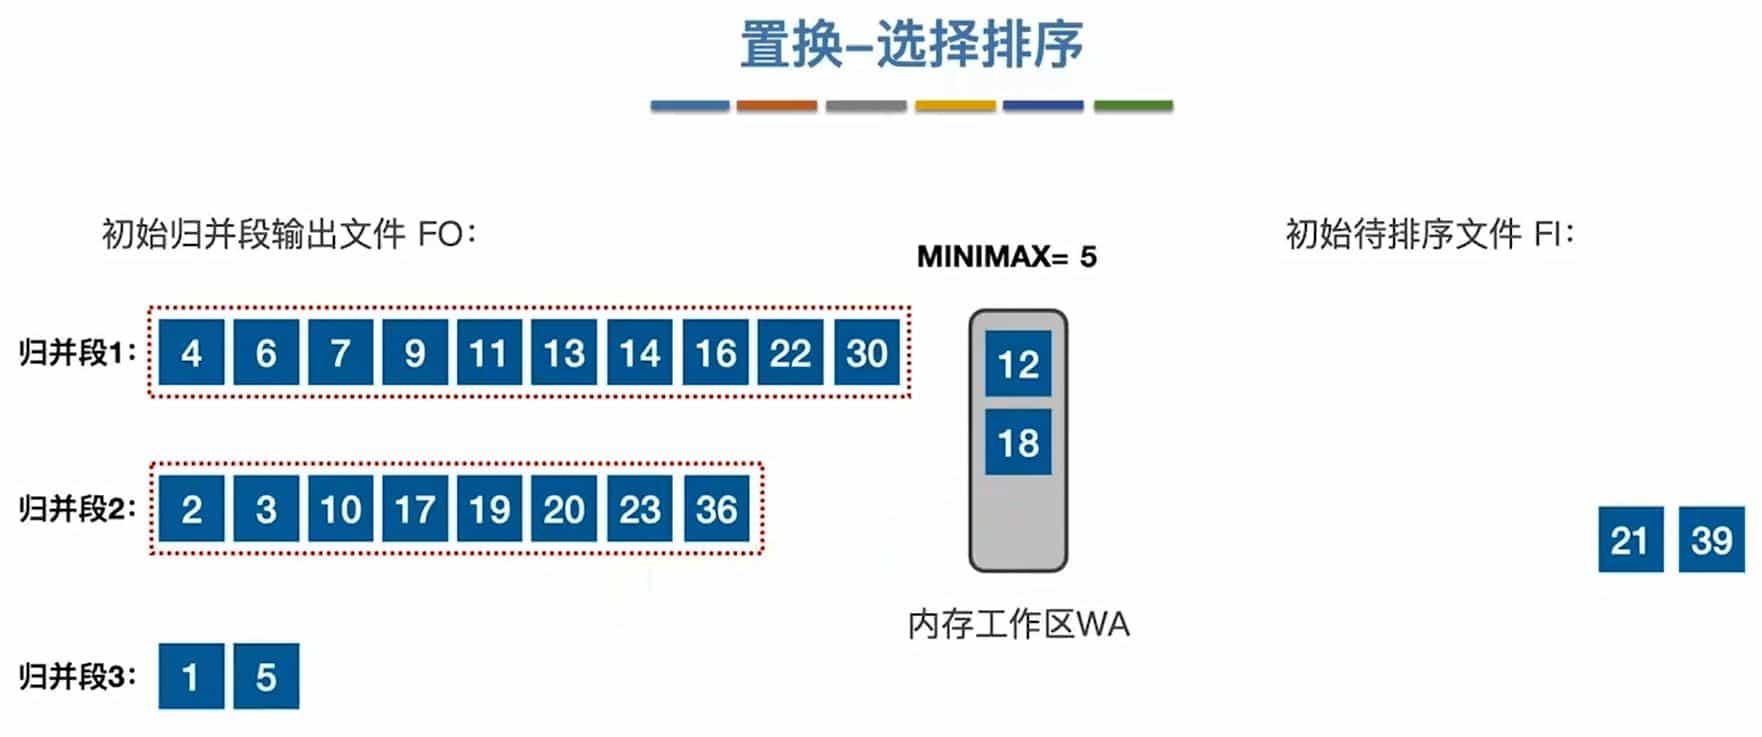 置换–选择排序
初始归并段输出文件 FO：
初始待排序文件 FI：
MINIMAX= 5
归并段1：
4 6 7 9 11 13 14 16 22 30
12
18
归并段2：
2 3 10 17 19 20 23 36
21 39
内存工作区WA
归并段3：
1 5